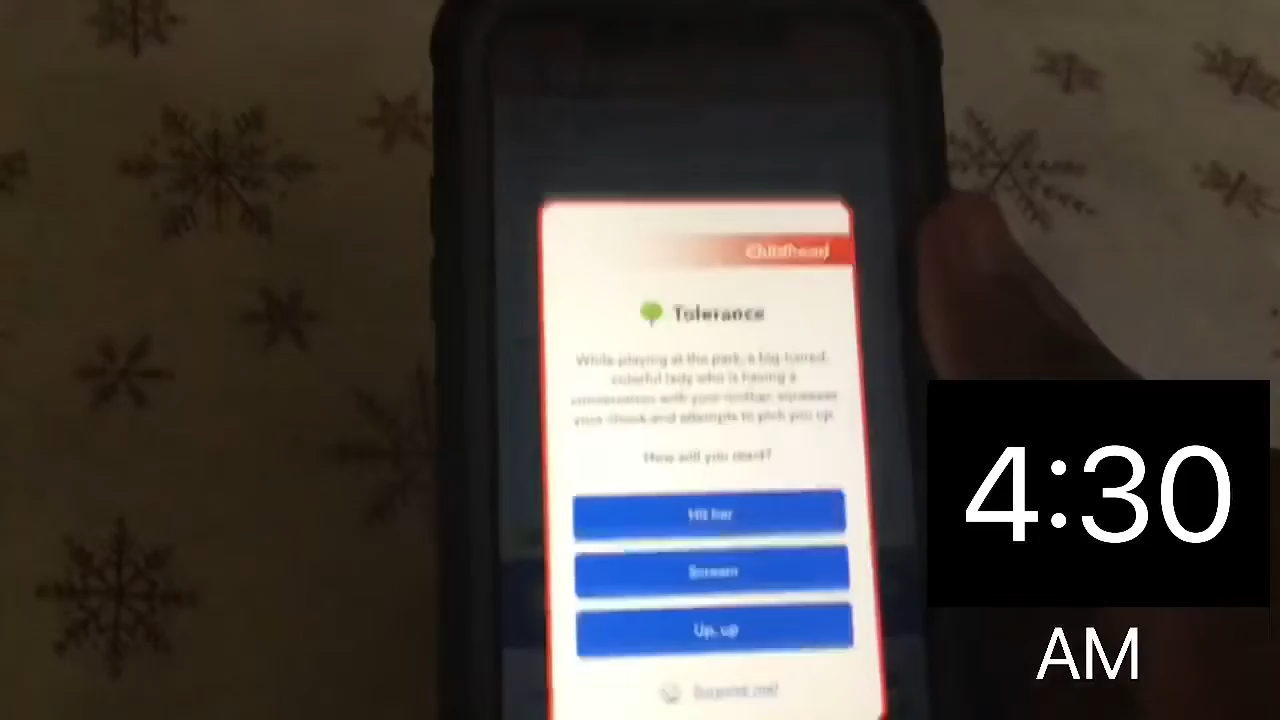 Childhood
Tolerance
While playing at the park, a big-tuned,
colorful lady who is having a
conversation with your mother, squeezes
your cheek and attempts to pick you up.
How will you react?
Hit her
Scream
Up, up
Surprise me!
4:30
AM